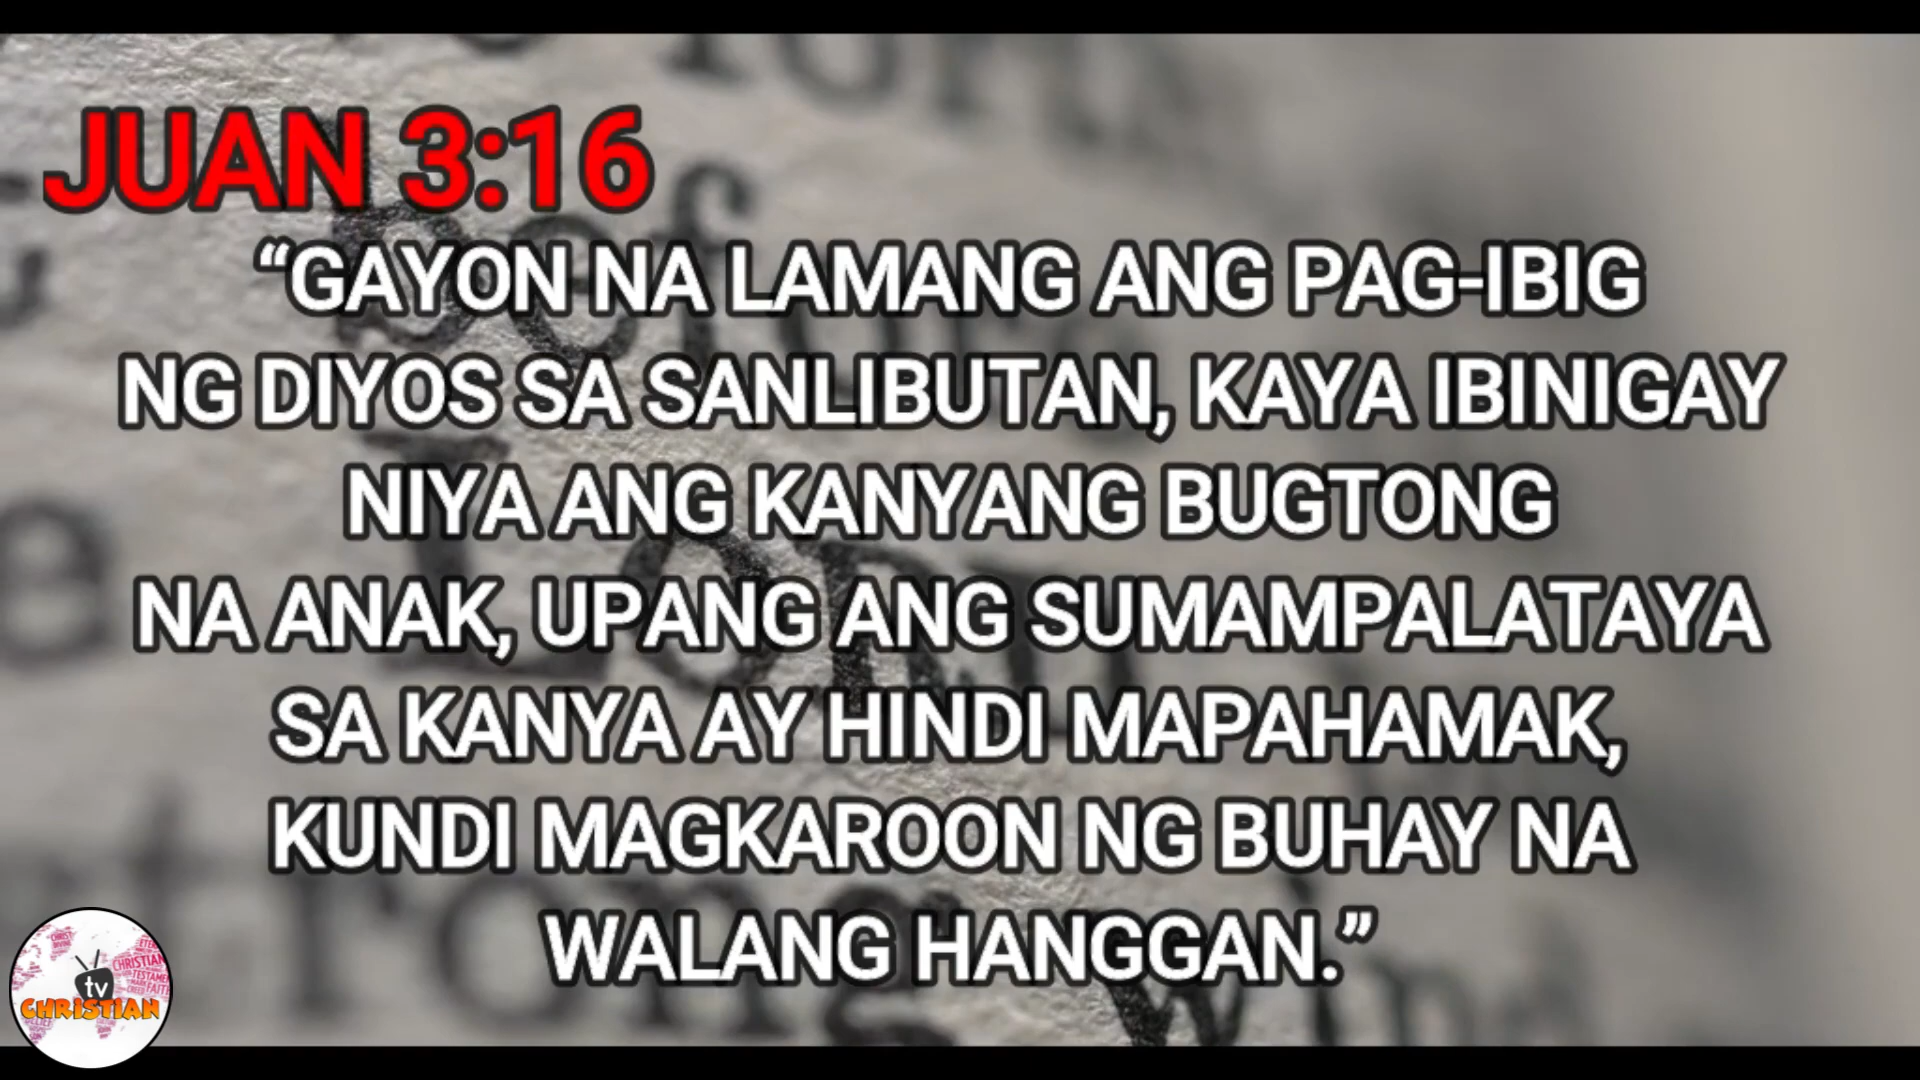 JUAN 3:16
“GAYON NA LAMANG ANG PAG-IBIG
NG DIYOS SA SANLIBUTAN, KAYA IBINIGAY
NIYA ANG KANYANG BUGTONG
NA ANAK, UPANG ANG SUMAMPALATAYA
SA KANYA AY HINDI MAPAHAMAK,
KUNDI MAGKAROON NG BUHAY NA
WALANG HANGGAN.”
tv
CHRISTIAN